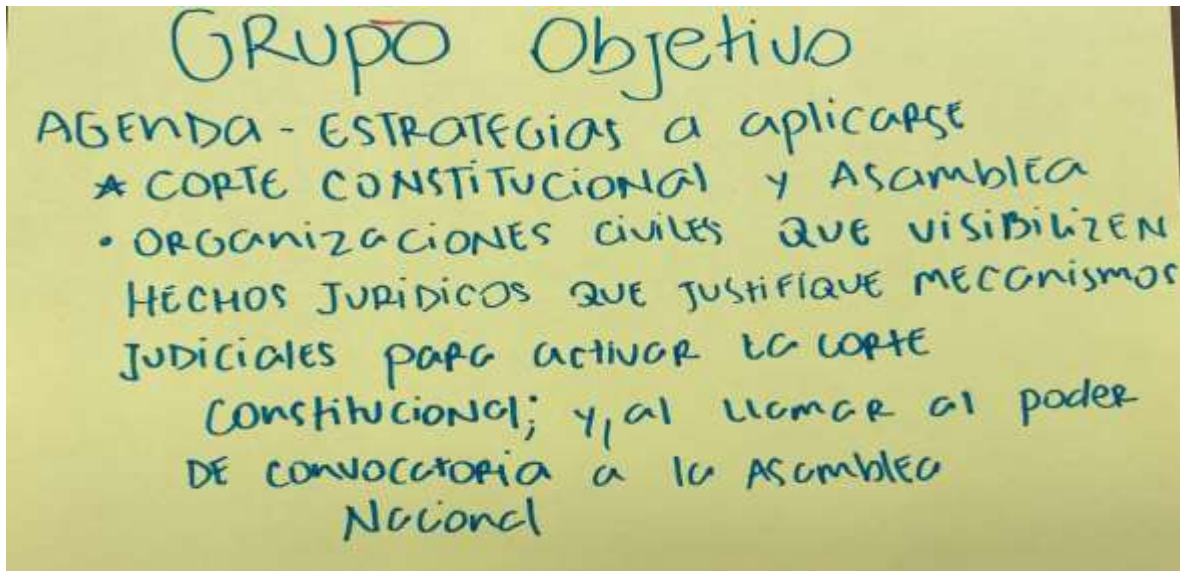 GRUPO Objetivo
AGENDA - ESTRATEGIAS a aplicarse
* CORTE CONSTITUCIONAL y Asamblea
• ORGANIZACIONES civiles QUE VISIBILIZEN
HECHOS JURIDICOS QUE JUSTIFIQUE MECANISMOS
JUDICIALES para activar la corte
Constitucional; y, al llamar al poder
DE convocatoria a la Asamblea
Nacional